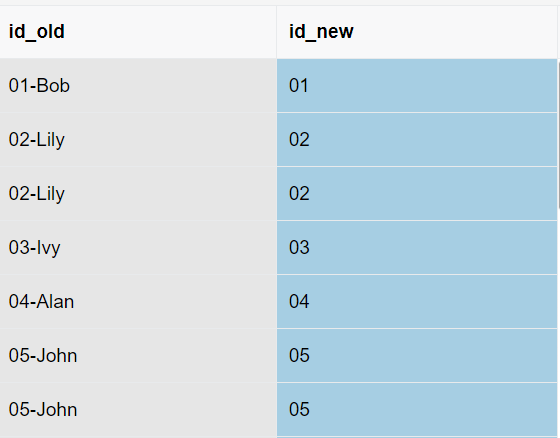 id_old id_new
01-Bob 01
02-Lily 02
02-Lily 02
03-Ivy 03
04-Alan 04
05-John 05
05-John 05